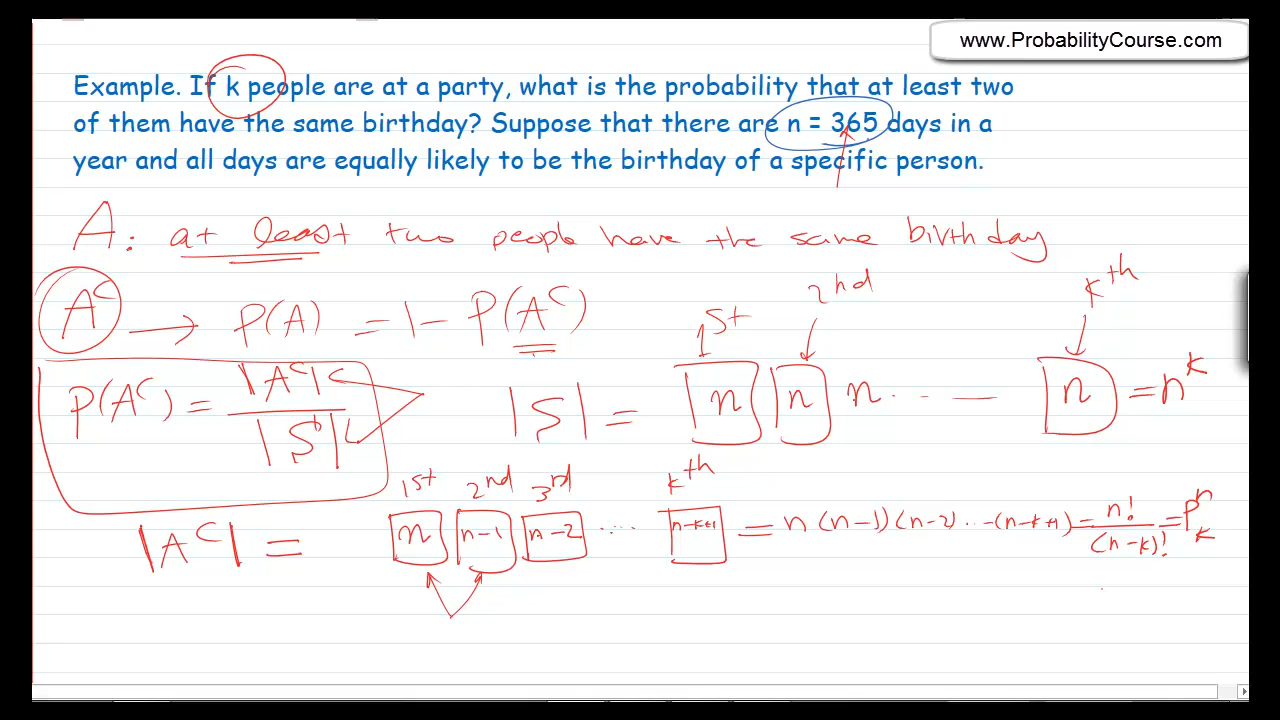 www.ProbabilityCourse.com
Example. If k people are at a party, what is the probability that at least two
of them have the same birthday? Suppose that there are n = 365 days in a
year and all days are equally likely to be the birthday of a specific person.
A: at least two people have the same birthday
A^c → P(A) = 1 - P(A^c)
1st 2nd kth
P(A^c) = |A^c| / |S|
|S| = n n n ... — n = n^k
1st 2nd 3rd kth
|A^c| = n n-1 n-2 ... n-k+1 = n(n-1)(n-2)...(n-k+1) = n!/(n-k)! = P^n_k